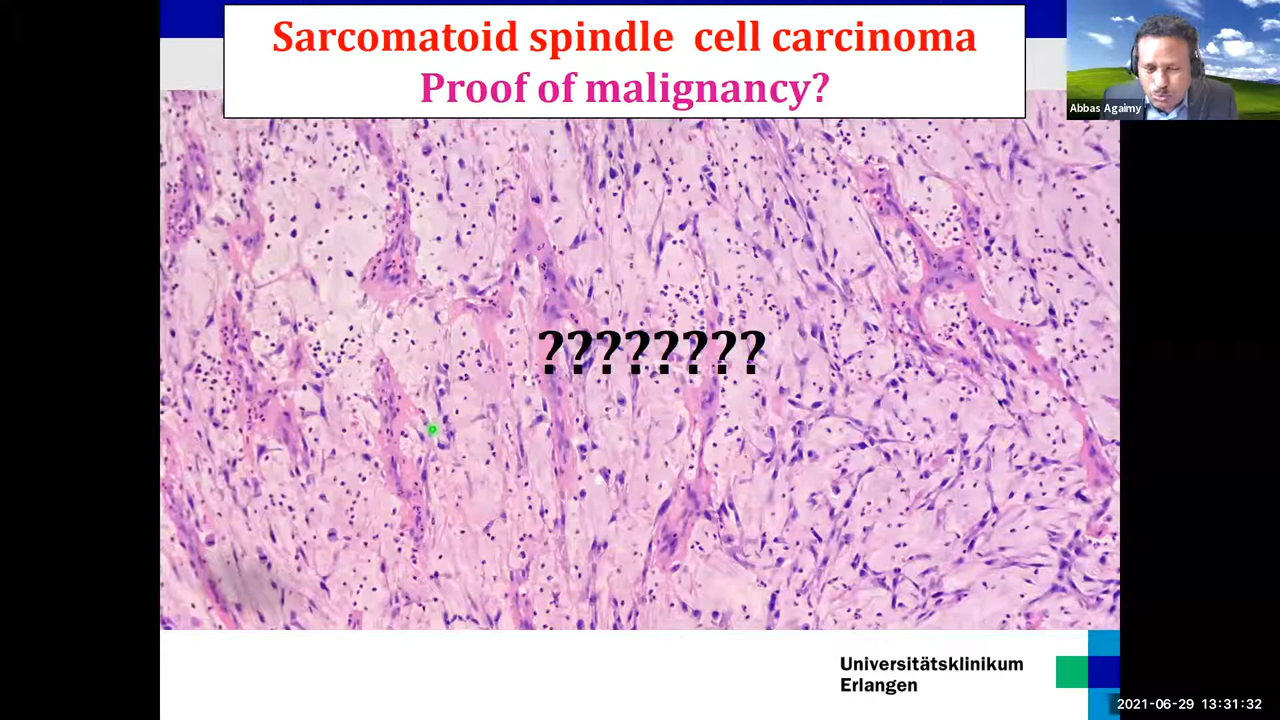 Sarcomatoid spindle cell carcinoma
Proof of malignancy?
Abbas Agaimy
????????
Universitätsklinikum
Erlangen
2021-06-29 13:31:32